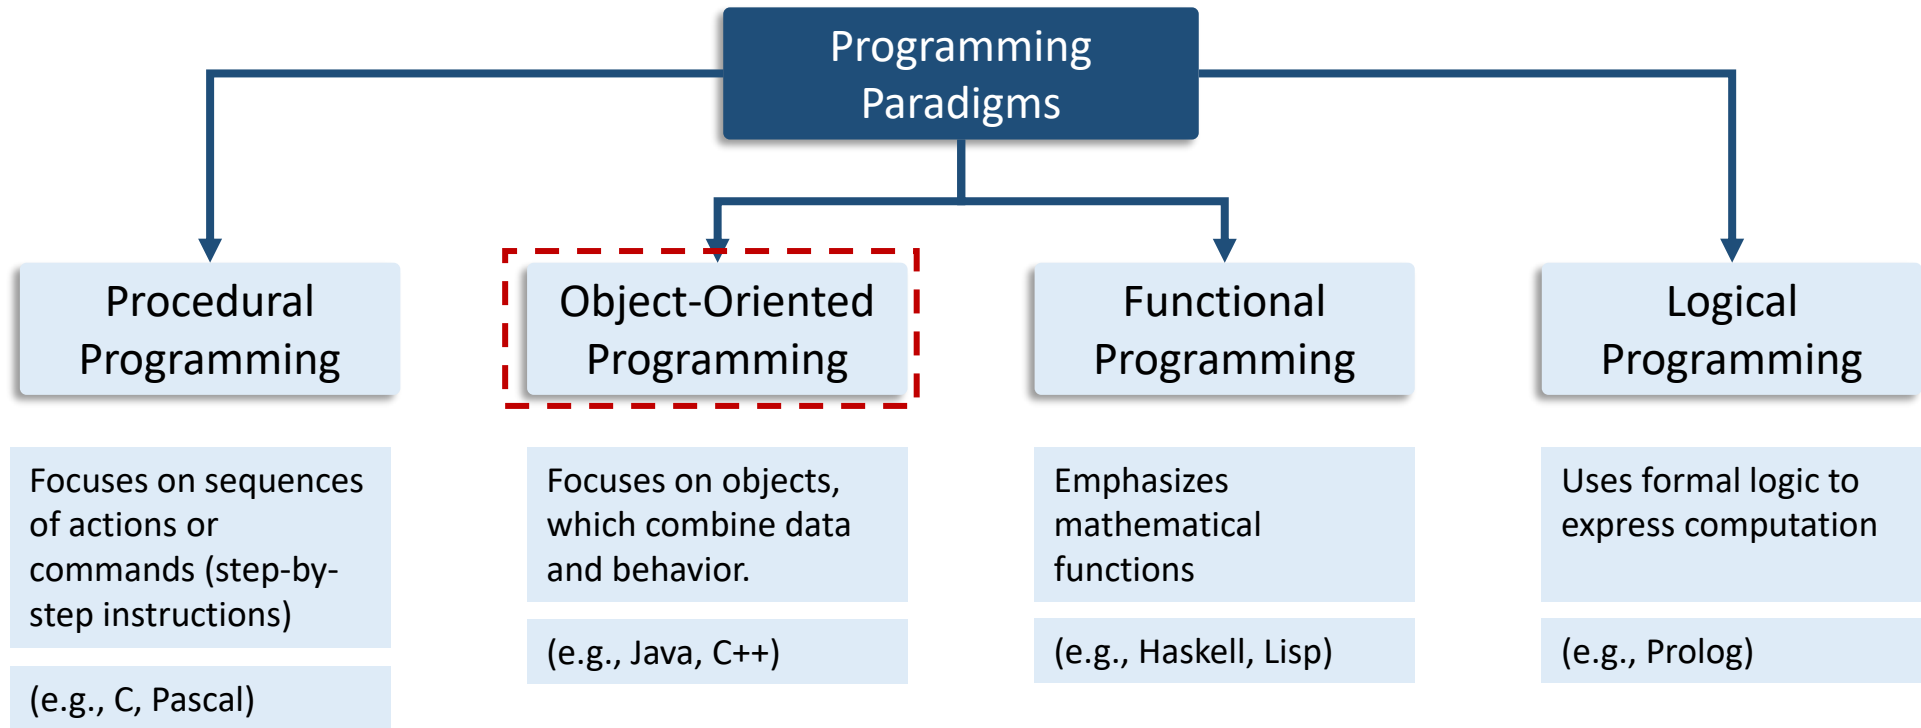 Programming
Paradigms
Procedural
Programming
Object-Oriented
Programming
Functional
Programming
Logical
Programming
Focuses on sequences
of actions or
commands (step-by-
step instructions)
(e.g., C, Pascal)
Focuses on objects,
which combine data
and behavior.
(e.g., Java, C++)
Emphasizes
mathematical
functions
(e.g., Haskell, Lisp)
Uses formal logic to
express computation
(e.g., Prolog)